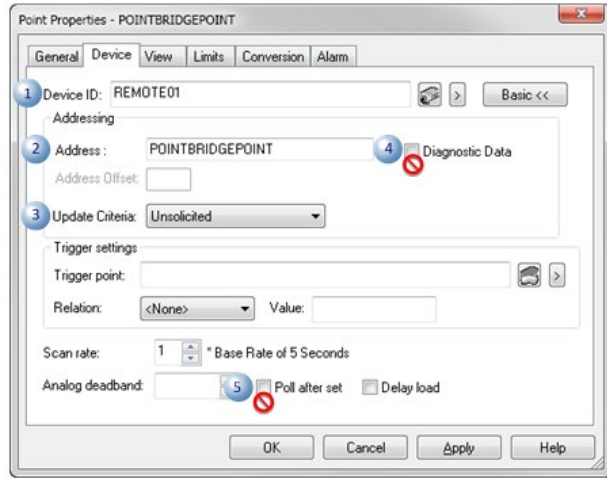 Point Properties - POINTBRIDGEPOINT
General Device View Limits Conversion Alarm
1 Device ID: REMOTE01 > Basic <<
Addressing
2 Address : POINTBRIDGEPOINT 4 Diagnostic Data
Address Offset:
3 Update Criteria: Unsolicited
Trigger settings
Trigger point: >
Relation: <None> Value:
Scan rate: 1 * Base Rate of 5 Seconds
Analog deadband: 5 Poll after set Delay load
OK Cancel Apply Help